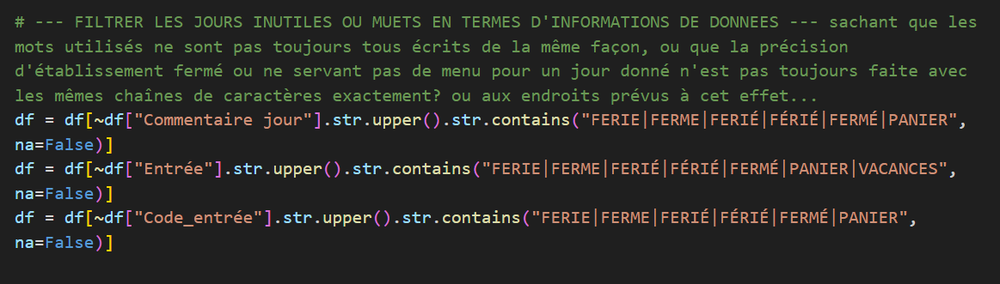 # --- FILTRER LES JOURS INUTILES OU MUETS EN TERMES D'INFORMATIONS DE DONNEES --- sachant que les
mots utilisés ne sont pas toujours tous écrits de la même façon, ou que la précision
d'établissement fermé ou ne servant pas de menu pour un jour donné n'est pas toujours faite avec
les mêmes chaînes de caractères exactement? ou aux endroits prévus à cet effet...
df = df[~df["Commentaire jour"].str.upper().str.contains("FERIE|FERME|FERIÉ|FÉRIÉ|FERMÉ|PANIER",
na=False)]
df = df[~df["Entrée"].str.upper().str.contains("FERIE|FERME|FERIÉ|FÉRIÉ|FERMÉ|PANIER|VACANCES",
na=False)]
df = df[~df["Code_entrée"].str.upper().str.contains("FERIE|FERME|FERIÉ|FÉRIÉ|FERMÉ|PANIER",
na=False)]